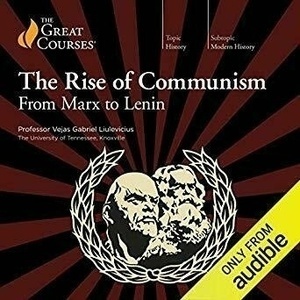 THE
GREAT
COURSES®
Topic
History
Subtopic
Modern History
The Rise of Communism
From Marx to Lenin
Professor Vejas Gabriel Liulevicius
The University of Tennessee, Knoxville
ONLY FROM
audible